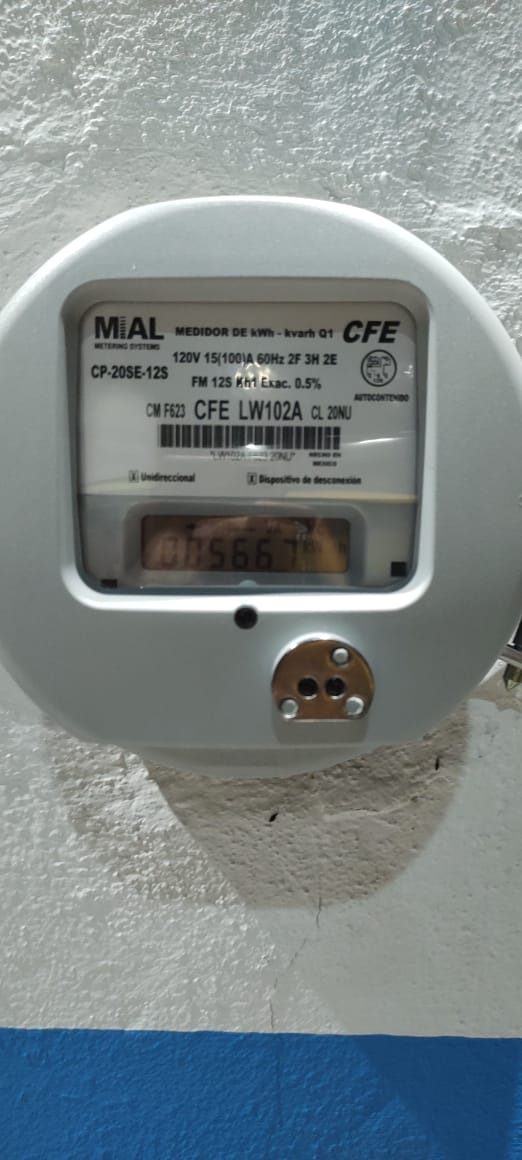 MIAL
METERING SYSTEMS
MEDIDOR DE kWh - kvarh Q1
CFE
120V 15(100)A 60Hz 2F 3H 2E
CP-20SE-12S
FM 12S Kh1 Exac. 0.5%
AUTOCONTENIDO
CM F623 CFE LW102A CL 20NU
HECHO EN
MEXICO
X Unidireccional
X Dispositivo de desconexión
005667